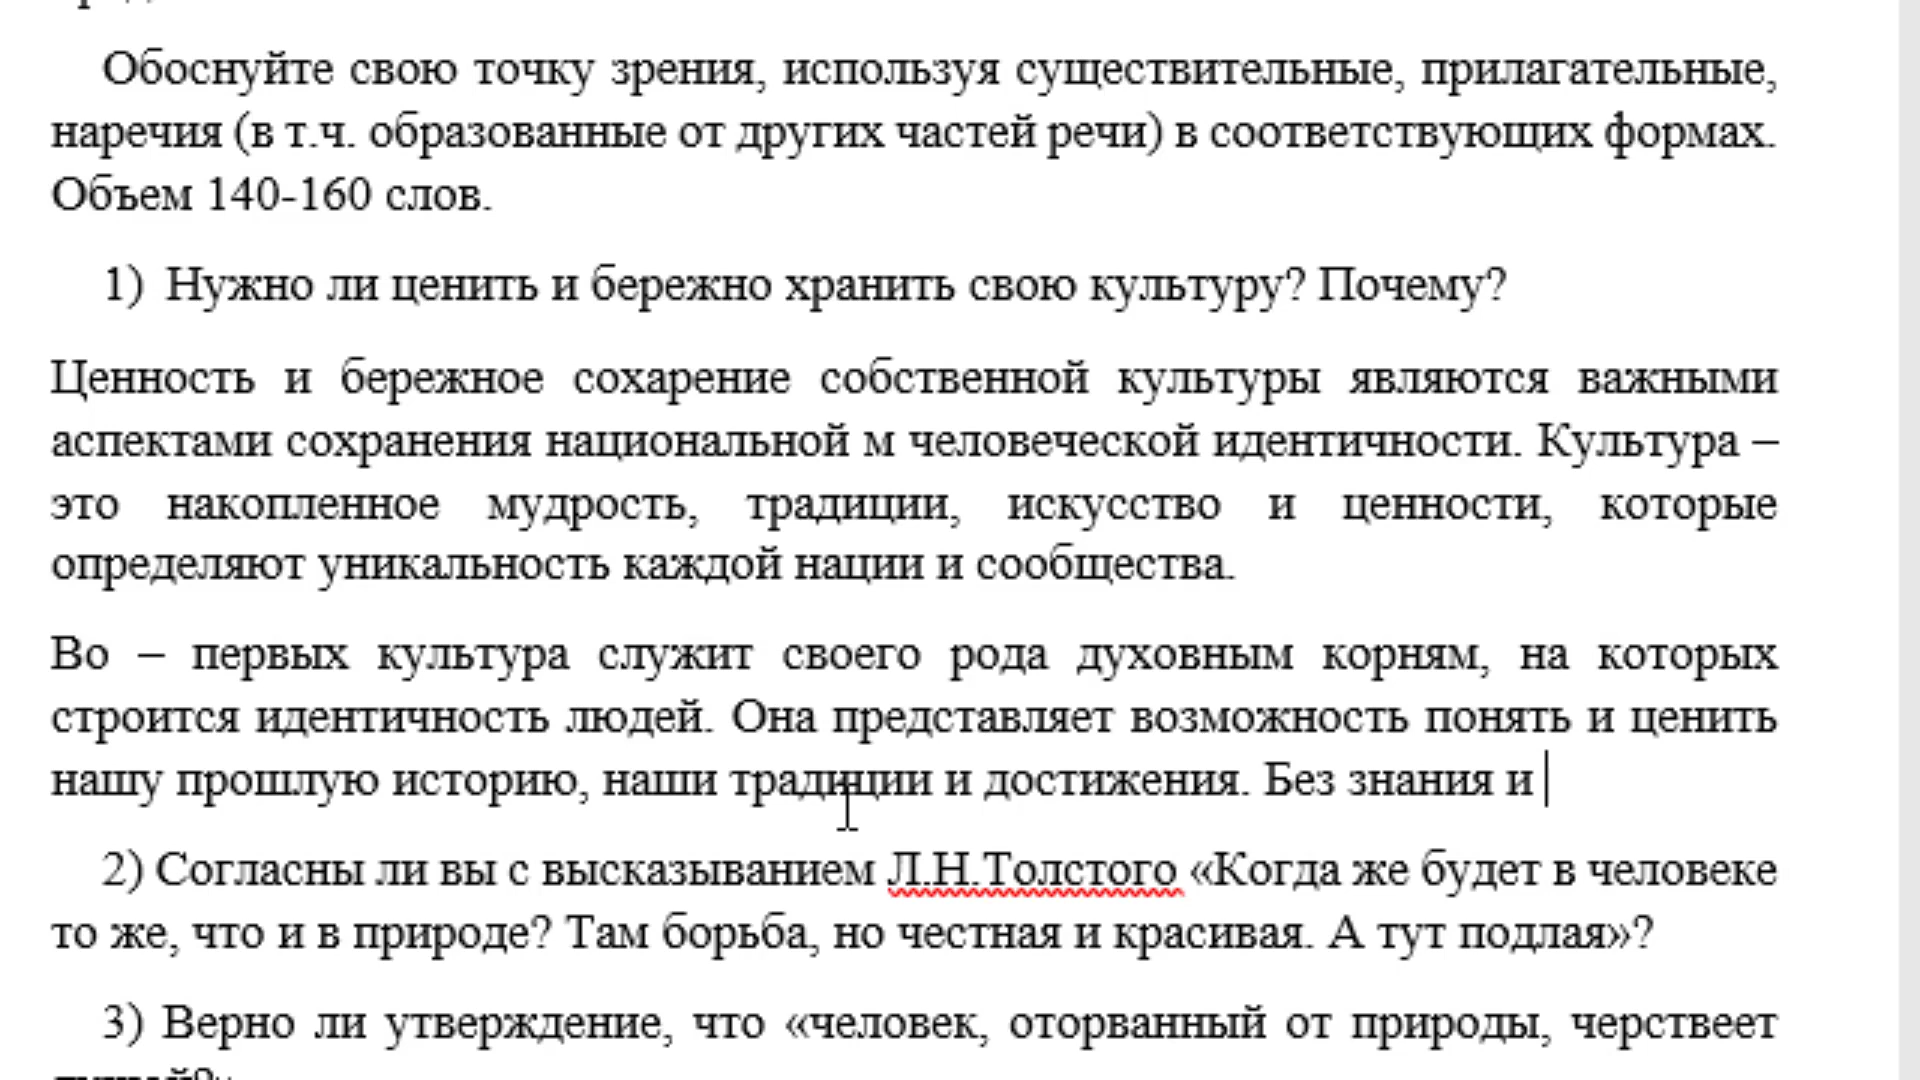 Обоснуйте свою точку зрения, используя существительные, прилагательные,
наречия (в т.ч. образованные от других частей речи) в соответствующих формах.
Объем 140-160 слов.
1) Нужно ли ценить и бережно хранить свою культуру? Почему?
Ценность и бережное сохарение собственной культуры являются важными
аспектами сохранения национальной м человеческой идентичности. Культура –
это накопленное мудрость, традиции, искусство и ценности, которые
определяют уникальность каждой нации и сообщества.
Во – первых культура служит своего рода духовным корням, на которых
строится идентичность людей. Она представляет возможность понять и ценить
нашу прошлую историю, наши традиции и достижения. Без знания и
2) Согласны ли вы с высказыванием Л.Н.Толстого «Когда же будет в человеке
то же, что и в природе? Там борьба, но честная и красивая. А тут подлая»?
3) Верно ли утверждение, что «человек, оторванный от природы, черствеет